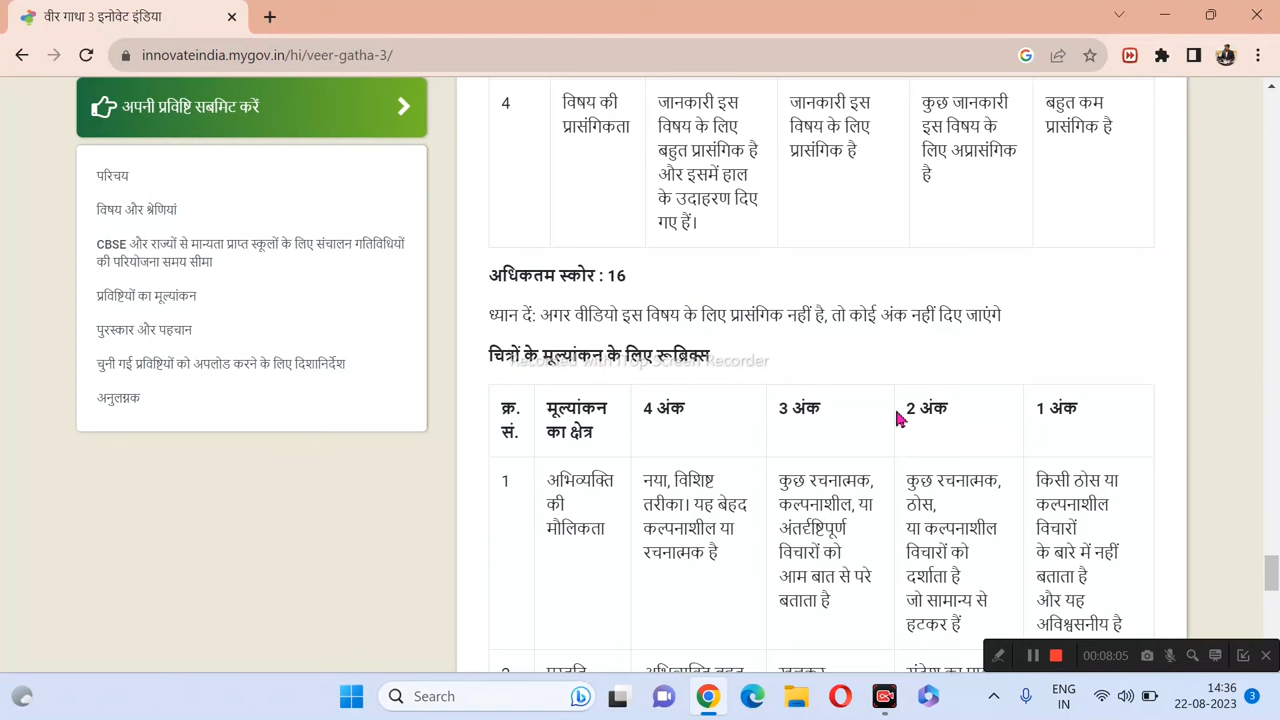 वीर गाथा 3 इनोवेट इंडिया
innovateindia.mygov.in/hi/veer-gatha-3/
अपनी प्रविष्टि सबमिट करें
परिचय
विषय और श्रेणियां
CBSE और राज्यों से मान्यता प्राप्त स्कूलों के लिए संचालन गतिविधियों
की परियोजना समय सीमा
प्रविष्टियों का मूल्यांकन
पुरस्कार और पहचान
चुनी गई प्रविष्टियों को अपलोड करने के लिए दिशानिर्देश
अनुलग्नक
4 विषय की जानकारी इस जानकारी इस कुछ जानकारी बहुत कम
प्रासंगिकता विषय के लिए विषय के लिए इस विषय के प्रासंगिक है
बहुत प्रासंगिक है प्रासंगिक है लिए अप्रासंगिक
और इसमें हाल है
के उदाहरण दिए
गए हैं।
अधिकतम स्कोर : 16
ध्यान दें: अगर वीडियो इस विषय के लिए प्रासंगिक नहीं है, तो कोई अंक नहीं दिए जाएंगे
चित्रों के मूल्यांकन के लिए रूब्रिक्स
Recorded with iTop Screen Recorder
क्र. मूल्यांकन 4 अंक 3 अंक 2 अंक 1 अंक
सं. का क्षेत्र
1 अभिव्यक्ति नया, विशिष्ट कुछ रचनात्मक, कुछ रचनात्मक, किसी ठोस या
की तरीका। यह बेहद कल्पनाशील, या ठोस, कल्पनाशील
मौलिकता कल्पनाशील या अंतर्दृष्टिपूर्ण या कल्पनाशील विचारों
रचनात्मक है विचारों को विचारों को के बारे में नहीं
आम बात से परे दर्शाता है बताता है
बताता है जो सामान्य से और यह
हटकर हैं अविश्वसनीय है
00:08:05
Search
ENG
IN
14:36
22-08-2023
3